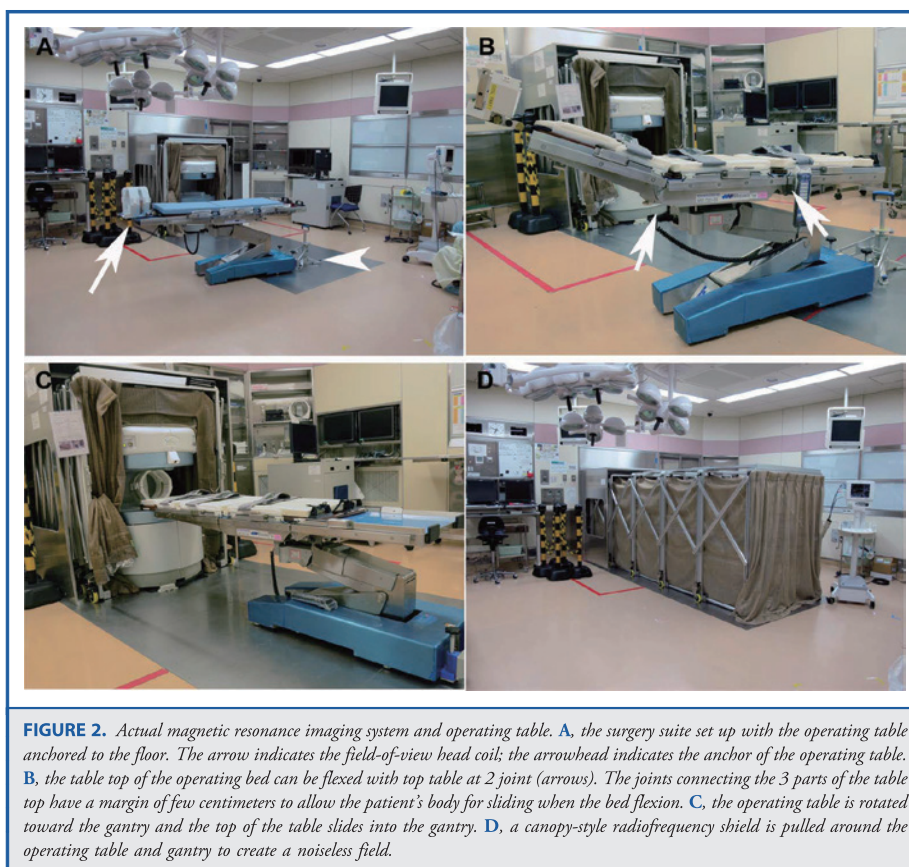 A
B
C
D
FIGURE 2. Actual magnetic resonance imaging system and operating table. A, the surgery suite set up with the operating table
anchored to the floor. The arrow indicates the field-of-view head coil; the arrowhead indicates the anchor of the operating table.
B, the table top of the operating bed can be flexed with top table at 2 joint (arrows). The joints connecting the 3 parts of the table
top have a margin of few centimeters to allow the patient's body for sliding when the bed flexion. C, the operating table is rotated
toward the gantry and the top of the table slides into the gantry. D, a canopy-style radiofrequency shield is pulled around the
operating table and gantry to create a noiseless field.